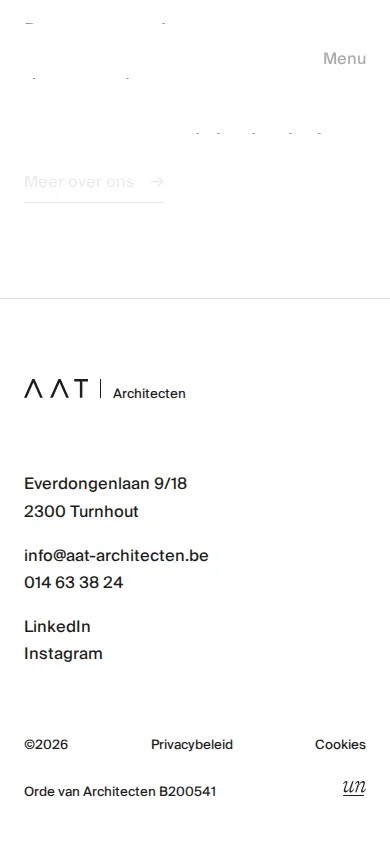 Menu
Meer over ons →
AAT | Architecten
Everdongenlaan 9/18
2300 Turnhout
info@aat-architecten.be
014 63 38 24
LinkedIn
Instagram
©2026 Privacybeleid Cookies
Orde van Architecten B200541 un